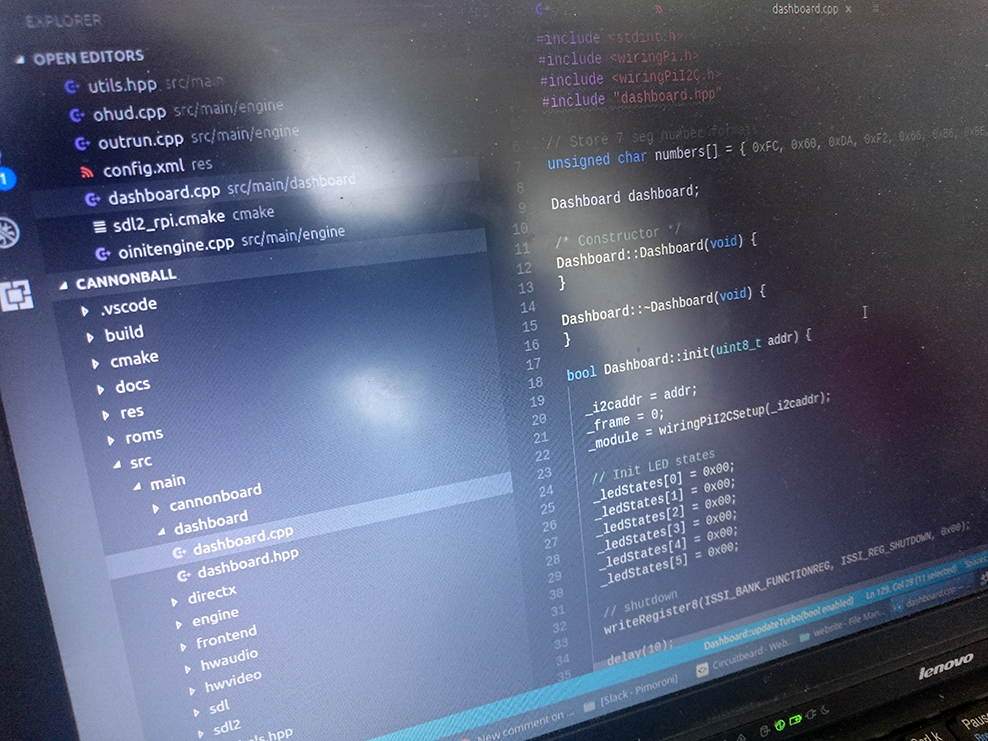 EXPLORER
OPEN EDITORS
utils.hpp src/main
ohud.cpp src/main/engine
outrun.cpp src/main/engine
config.xml res
dashboard.cpp src/main/dashboard
sdl2_rpi.cmake cmake
oinitengine.cpp src/main/engine
1
CANNONBALL
.vscode
build
cmake
docs
res
roms
src
main
cannonboard
dashboard
dashboard.cpp
dashboard.hpp
directx
engine
frontend
hwaudio
hwvideo
sdl
sdl2
dashboard.cpp x
#include <stdint.h>
#include <wiringPi.h>
#include <wiringPiI2C.h>
#include "dashboard.hpp"
// Store 7 seg number formats
7 unsigned char numbers[] = { 0xFC, 0x60, 0xDA, 0xF2, 0x66, 0xB6,
8
9 Dashboard dashboard;
10
11 /* Constructor */
12 Dashboard::Dashboard(void) {
13 }
14
15 Dashboard::~Dashboard(void) {
16 }
17
18 bool Dashboard::init(uint8_t addr) {
19
20 _i2caddr = addr;
21 _frame = 0;
22 _module = wiringPiI2CSetup(_i2caddr);
23
24 // Init LED states
25 _ledStates[0] = 0x00;
26 _ledStates[1] = 0x00;
27 _ledStates[2] = 0x00;
28 _ledStates[3] = 0x00;
29 _ledStates[4] = 0x00;
30 _ledStates[5] = 0x00;
31
32 // shutdown
33 writeRegister8(ISSI_BANK_FUNCTIONREG, ISSI_REG_SHUTDOWN, 0x00);
34
35 delay(10);
Dashboard::updateTurbo(bool enabled) Ln 129, Col 28 (11 selected)
New comment on ... [Slack - Pimoroni] Circuitbeard - Web. website - File Man. dashboard.cpp
lenovo
Pause